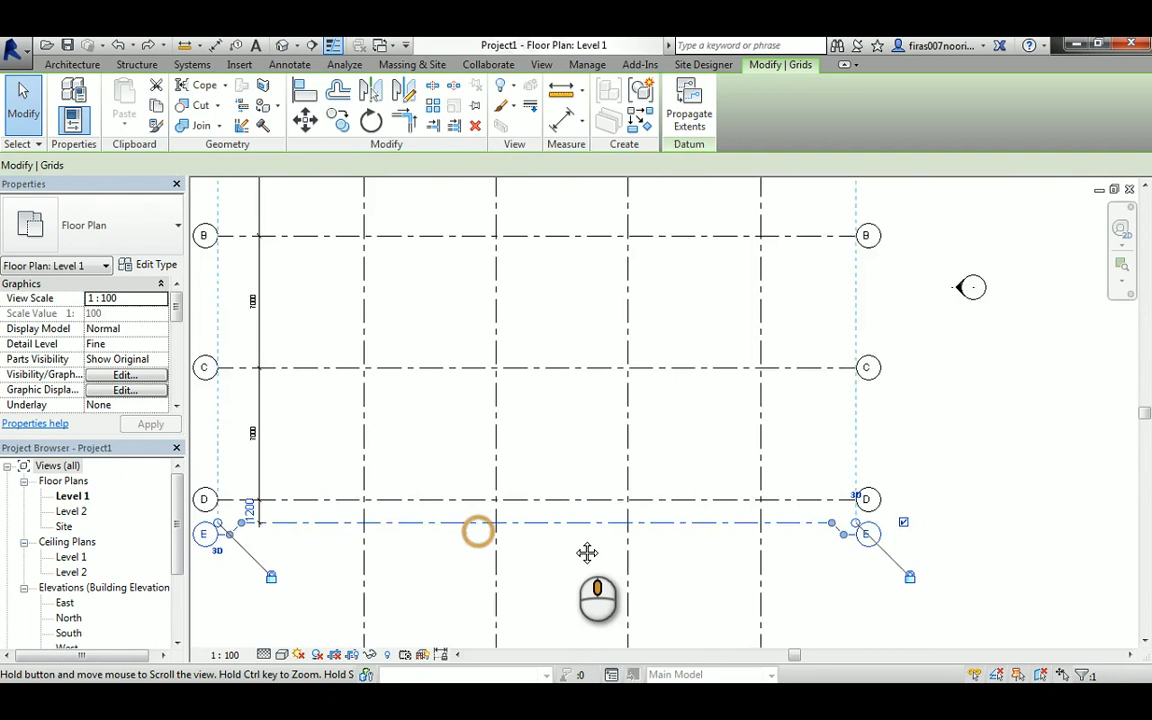 Project1 - Floor Plan: Level 1
Type a keyword or phrase
firas007noori...
Architecture Structure Systems Insert Annotate Analyze Massing & Site Collaborate View Manage Add-Ins Site Designer Modify | Grids
Modify
Paste
Cope
Cut
Join
Propagate
Extents
Select Properties Clipboard Geometry Modify View Measure Create Datum
Modify | Grids
Properties
Floor Plan
Floor Plan: Level 1 Edit Type
Graphics
View Scale 1 : 100
Scale Value 1: 100
Display Model Normal
Detail Level Fine
Parts Visibility Show Original
Visibility/Graph... Edit...
Graphic Displa... Edit...
Underlay None
Properties help Apply
Project Browser - Project1
Views (all)
Floor Plans
Level 1
Level 2
Site
Ceiling Plans
Level 1
Level 2
Elevations (Building Elevation
East
North
South
West
B B
C C
D 3D D
1200
E E
3D
2D
1 : 100
Hold button and move mouse to Scroll the view. Hold Ctrl key to Zoom. Hold S
:0
Main Model
:1